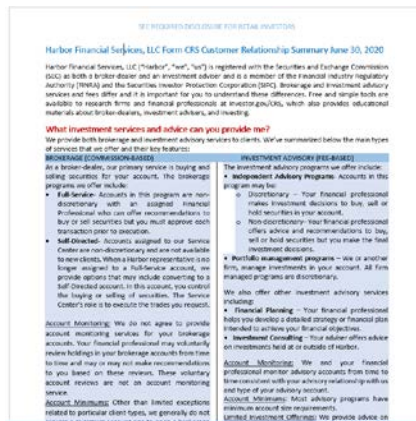 SEC REQUIRED DISCLOSURE FOR RETAIL INVESTORS
Harbor Financial Services, LLC Form CRS Customer Relationship Summary June 30, 2020
Harbor Financial Services, LLC ("Harbor", "we", "us") is registered with the Securities and Exchange Commission
(SEC) as both a broker-dealer and an investment adviser and is a member of the Financial Industry Regulatory
Authority (FINRA) and the Securities Investor Protection Corporation (SIPC). Brokerage and investment advisory
services and fees differ and it is important for you to understand these differences. Free and simple tools are
available to research firms and financial professionals at investor.gov/CRS, which also provides educational
materials about broker-dealers, investment advisers, and investing.
What investment services and advice can you provide me?
We provide both brokerage and investment advisory services to clients. We've summarized below the main types
of services that we offer and their key features.
BROKERAGE (COMMISSION-BASED)
As a broker-dealer, our primary service is buying and
selling securities for your account. The brokerage
programs we offer include:
• Full-Service- Accounts in this program are non-
discretionary with an assigned Financial
Professional who can offer recommendations to
buy or sell securities but you must approve each
transaction prior to execution.
• Self-Directed- Accounts assigned to our Service
Center are non-discretionary and are not available
to new clients. When a Harbor representative is no
longer assigned to a Full-Service account, we
provide options that may include converting to a
Self Directed account. In this account, you control
the buying or selling of securities. The Service
Center's role is to execute the trades you request.
Account Monitoring: We do not agree to provide
account monitoring services for your brokerage
accounts. Your financial professional may voluntarily
review holdings in your brokerage accounts from time
to time and may or may not make recommendations
to you based on these reviews. These voluntary
account reviews are not an account monitoring
service.
Account Minimums: Other than limited exceptions
related to particular client types, we generally do not
INVESTMENT ADVISORY (FEE-BASED)
The investment advisory programs we offer include:
• Independent Advisory Programs- Accounts in this
program may be:
o Discretionary – Your financial professional
makes investment decisions to buy, sell or
hold securities in your account.
o Non-discretionary- Your financial professional
offers advice and recommendations to buy,
sell or hold securities but you make the final
investment decisions.
• Portfolio management programs – We or another
firm, manage investments in your account. All firm
managed programs are discretionary.
We also offer other investment advisory services
including:
• Financial Planning – Your financial professional
helps you develop a detailed strategy or financial plan
intended to achieve your financial objectives.
• Investment Consulting – Your adviser offers advice
on investments held at or outside of Harbor.
Account Monitoring: We and your financial
professional monitor advisory accounts from time to
time consistent with your advisory relationship with us
and type of your advisory account.
Account Minimums: Most advisory programs have
minimum account size requirements.
Limited Investment Offerings: We provide advice on